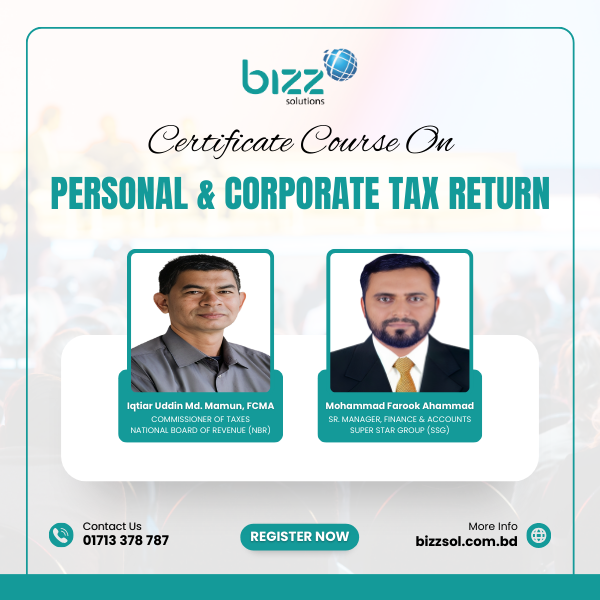 bizz
solutions
Certificate Course On
PERSONAL & CORPORATE TAX RETURN
Iqtiar Uddin Md. Mamun, FCMA
COMMISSIONER OF TAXES
NATIONAL BOARD OF REVENUE (NBR)
Mohammad Farook Ahammad
SR. MANAGER, FINANCE & ACCOUNTS
SUPER STAR GROUP (SSG)
Contact Us
01713 378 787
REGISTER NOW
More Info
bizzsol.com.bd